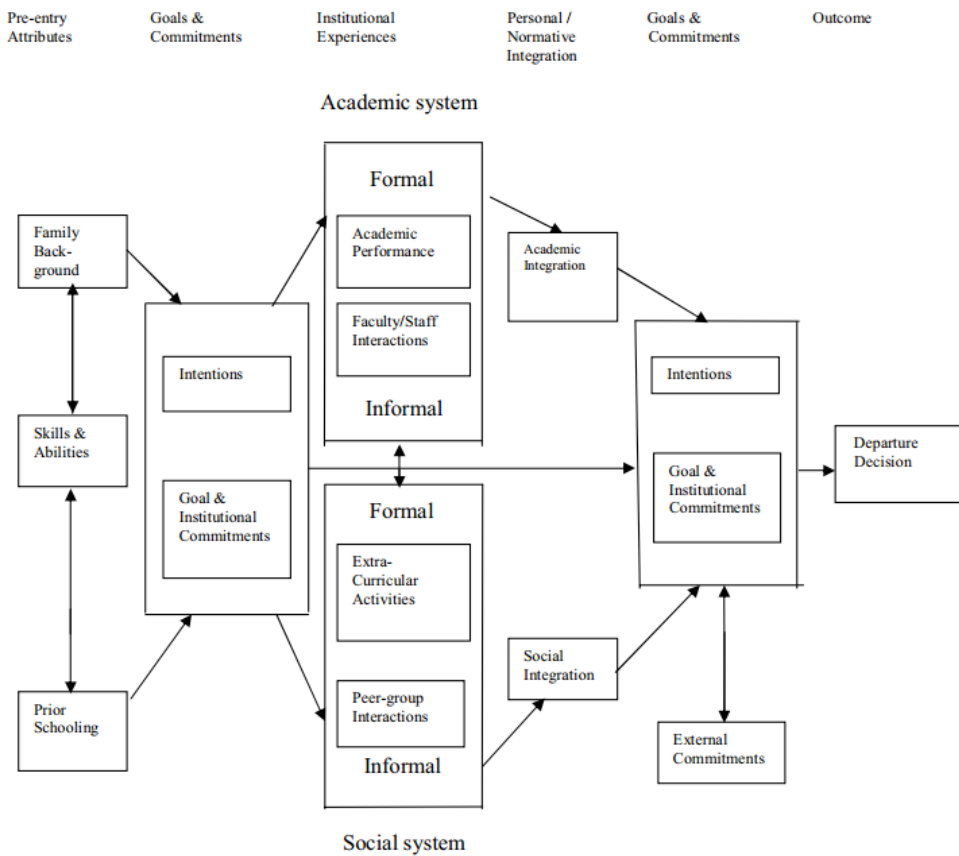 Pre-entry
Attributes
Goals &
Commitments
Institutional
Experiences
Personal /
Normative
Integration
Goals &
Commitments
Outcome
Academic system
Formal
Academic
Performance
Faculty/Staff
Interactions
Informal
Family
Back-
ground
Skills &
Abilities
Prior
Schooling
Intentions
Goal &
Institutional
Commitments
Formal
Extra-
Curricular
Activities
Peer-group
Interactions
Informal
Social system
Academic
Integration
Social
Integration
Intentions
Goal &
Institutional
Commitments
External
Commitments
Departure
Decision